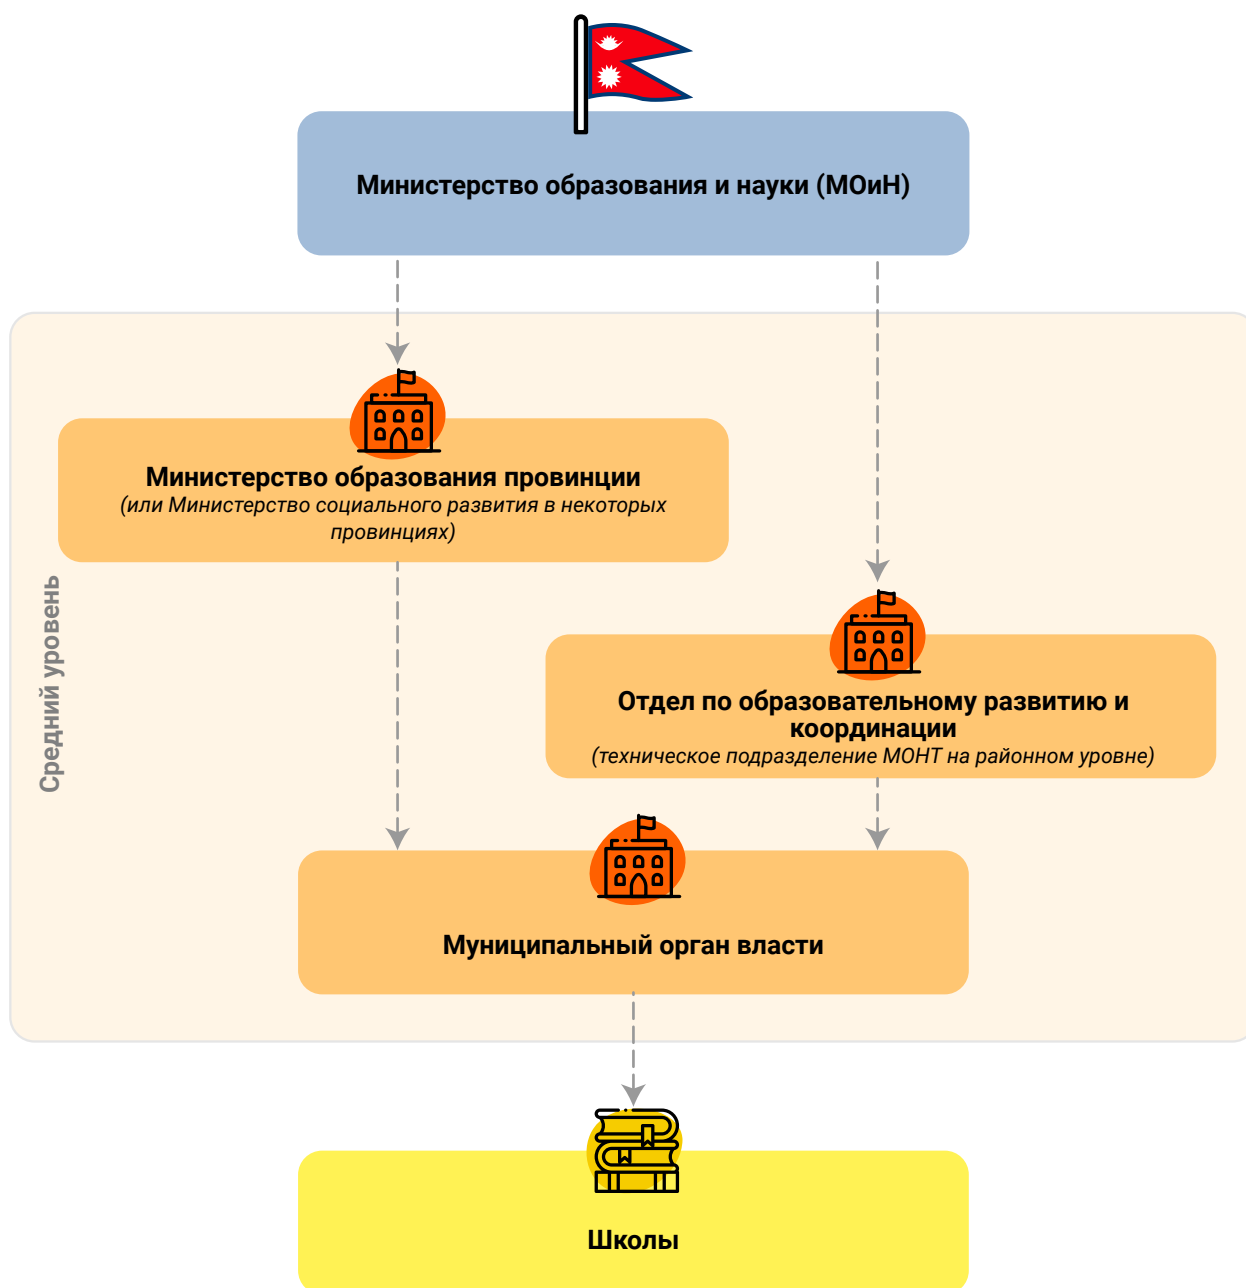 Министерство образования и науки (МОиН)
Министерство образования провинции
(или Министерство социального развития в некоторых
провинциях)
Средний уровень
Отдел по образовательному развитию и
координации
(техническое подразделение МОНТ на районном уровне)
Муниципальный орган власти
Школы